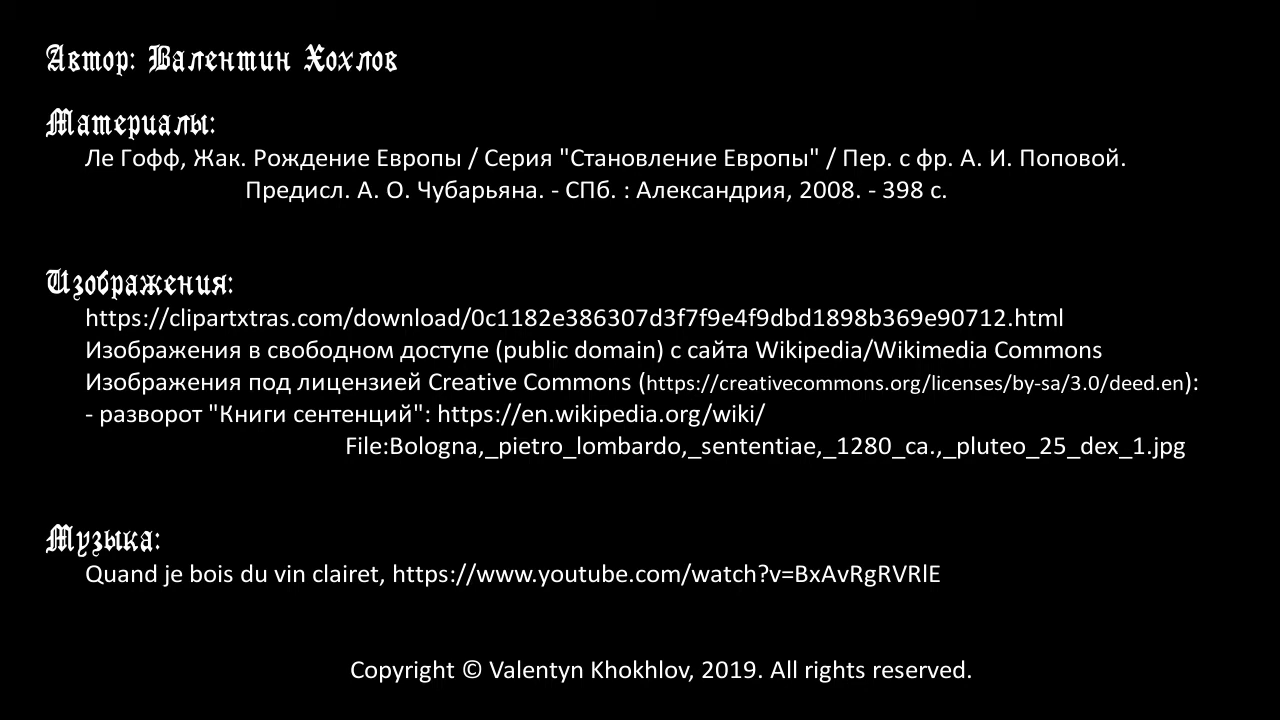 Автор: Валентин Хохлов
Материалы:
Ле Гофф, Жак. Рождение Европы / Серия "Становление Европы" / Пер. с фр. А. И. Поповой.
Предисл. А. О. Чубарьяна. - СПб. : Александрия, 2008. - 398 с.
Изображения:
https://clipartxtras.com/download/0c1182e386307d3f7f9e4f9dbd1898b369e90712.html
Изображения в свободном доступе (public domain) с сайта Wikipedia/Wikimedia Commons
Изображения под лицензией Creative Commons (https://creativecommons.org/licenses/by-sa/3.0/deed.en):
- разворот "Книги сентенций": https://en.wikipedia.org/wiki/
File:Bologna,_pietro_lombardo,_sententiae,_1280_ca.,_pluteo_25_dex_1.jpg
Музыка:
Quand je bois du vin clairet, https://www.youtube.com/watch?v=BxAvRgRVRlE
Copyright © Valentyn Khokhlov, 2019. All rights reserved.